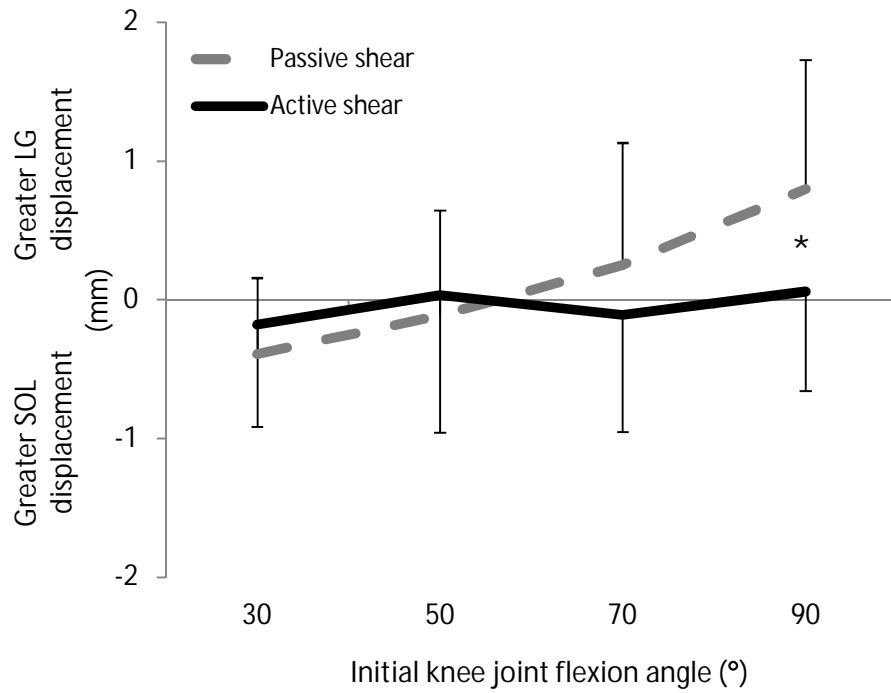 2
Passive shear
Active shear
1
Greater LG
displacement
0
(mm)
*
Greater SOL
displacement
-1
-2
30 50 70 90
Initial knee joint flexion angle (°)